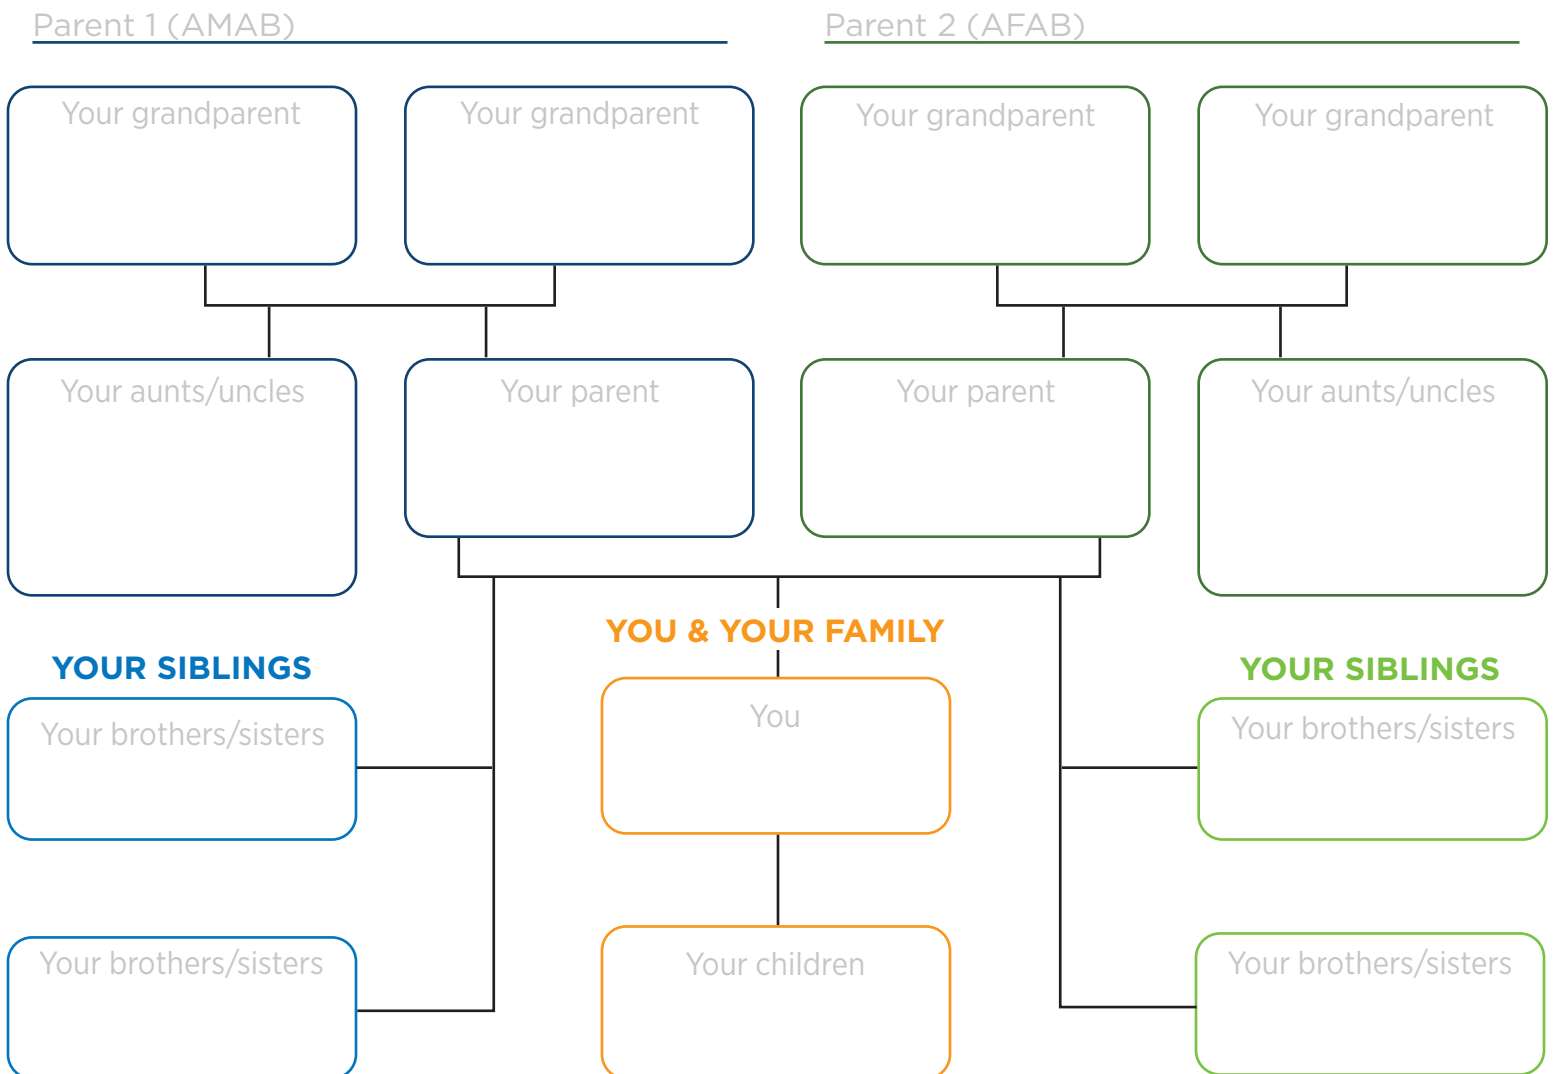 Parent 1 (AMAB)
Parent 2 (AFAB)
Your grandparent
Your grandparent
Your grandparent
Your grandparent
Your aunts/uncles
Your parent
Your parent
Your aunts/uncles
YOU & YOUR FAMILY
YOUR SIBLINGS
YOUR SIBLINGS
Your brothers/sisters
You
Your brothers/sisters
Your brothers/sisters
Your children
Your brothers/sisters